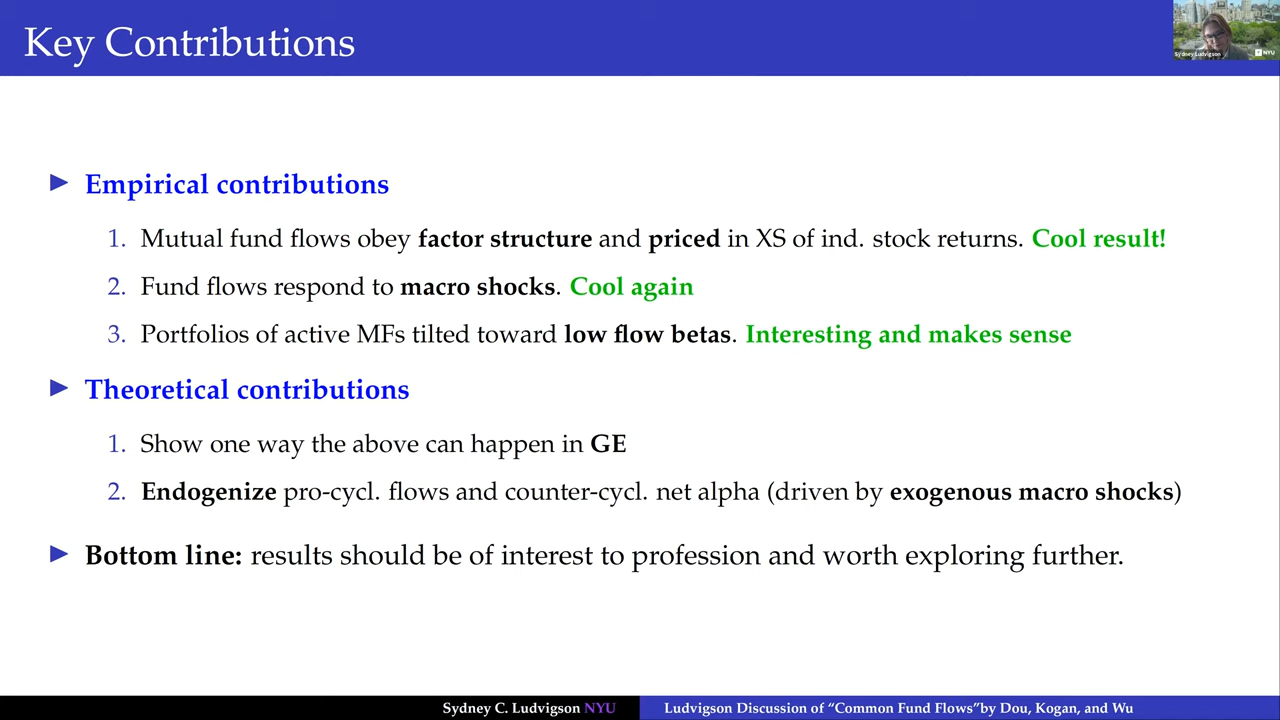 Key Contributions
Sydney Ludvigson
NYU
▶ Empirical contributions
1. Mutual fund flows obey factor structure and priced in XS of ind. stock returns. Cool result!
2. Fund flows respond to macro shocks. Cool again
3. Portfolios of active MFs tilted toward low flow betas. Interesting and makes sense
▶ Theoretical contributions
1. Show one way the above can happen in GE
2. Endogenize pro-cycl. flows and counter-cycl. net alpha (driven by exogenous macro shocks)
▶ Bottom line: results should be of interest to profession and worth exploring further.
Sydney C. Ludvigson NYU
Ludvigson Discussion of “Common Fund Flows”by Dou, Kogan, and Wu